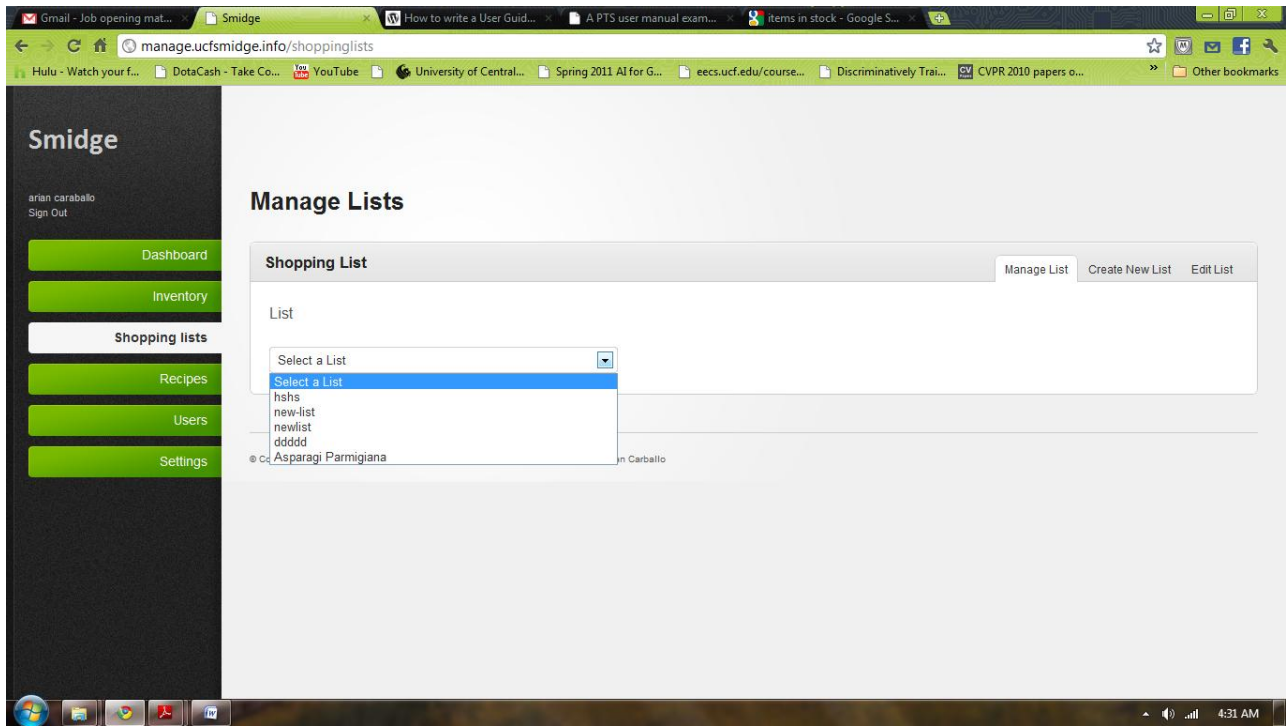 Gmail - Job opening mat...
Smidge
How to write a User Guid...
A PTS user manual exam...
items in stock - Google S...
manage.ucfsmidge.info/shoppinglists
Hulu - Watch your f...
DotaCash - Take Co...
YouTube
University of Central...
Spring 2011 AI for G...
eecs.ucf.edu/course...
Discriminatively Trai...
CVPR 2010 papers o...
Other bookmarks
Smidge
arian caraballo
Sign Out
Dashboard
Inventory
Shopping lists
Recipes
Users
Settings
Manage Lists
Shopping List
Manage List
Create New List
Edit List
List
Select a List
Select a List
hshs
new-list
newlist
ddddd
Asparagi Parmigiana
Carballo
4:31 AM